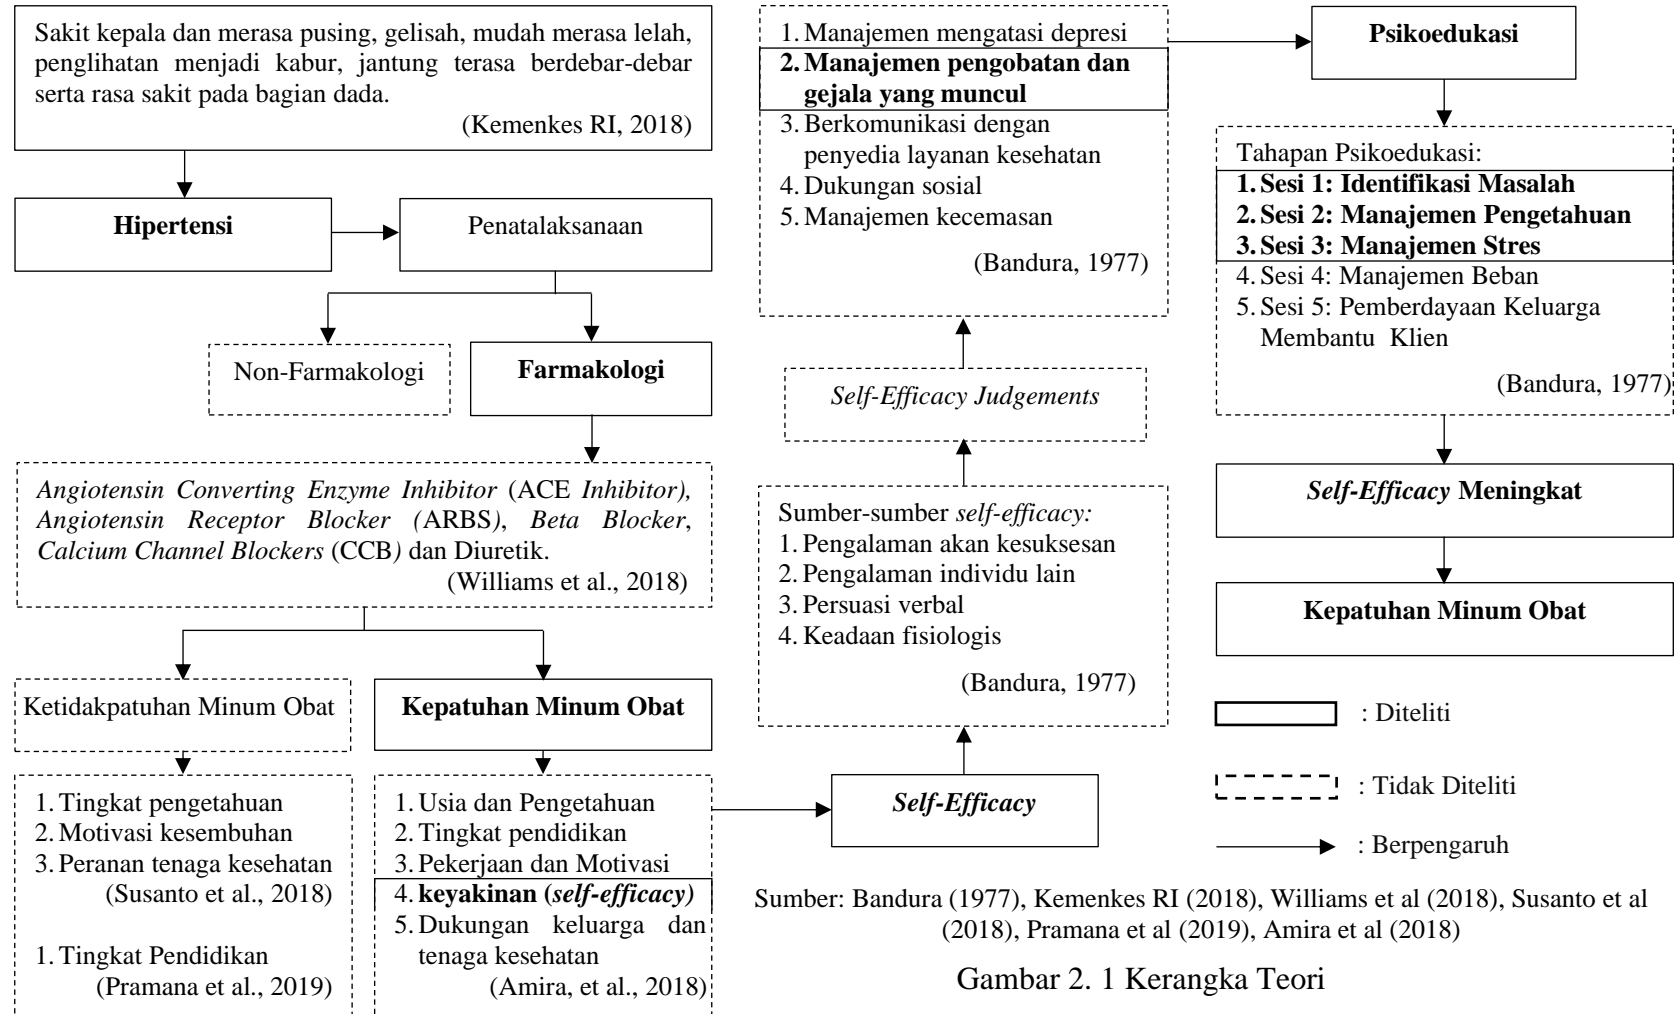 Sakit kepala dan merasa pusing, gelisah, mudah merasa lelah,
penglihatan menjadi kabur, jantung terasa berdebar-debar
serta rasa sakit pada bagian dada.
(Kemenkes RI, 2018)
Hipertensi
Penatalaksanaan
Non-Farmakologi
Farmakologi
Angiotensin Converting Enzyme Inhibitor (ACE Inhibitor),
Angiotensin Receptor Blocker (ARBS), Beta Blocker,
Calcium Channel Blockers (CCB) dan Diuretik.
(Williams et al., 2018)
Ketidakpatuhan Minum Obat
Kepatuhan Minum Obat
1. Tingkat pengetahuan
2. Motivasi kesembuhan
3. Peranan tenaga kesehatan
(Susanto et al., 2018)
1. Tingkat Pendidikan
(Pramana et al., 2019)
1. Usia dan Pengetahuan
2. Tingkat pendidikan
3. Pekerjaan dan Motivasi
4. keyakinan (self-efficacy)
5. Dukungan keluarga dan
tenaga kesehatan
(Amira, et al., 2018)
Self-Efficacy
Sumber-sumber self-efficacy:
1. Pengalaman akan kesuksesan
2. Pengalaman individu lain
3. Persuasi verbal
4. Keadaan fisiologis
(Bandura, 1977)
Self-Efficacy Judgements
1. Manajemen mengatasi depresi
2. Manajemen pengobatan dan
gejala yang muncul
3. Berkomunikasi dengan
penyedia layanan kesehatan
4. Dukungan sosial
5. Manajemen kecemasan
(Bandura, 1977)
Psikoedukasi
Tahapan Psikoedukasi:
1. Sesi 1: Identifikasi Masalah
2. Sesi 2: Manajemen Pengetahuan
3. Sesi 3: Manajemen Stres
4. Sesi 4: Manajemen Beban
5. Sesi 5: Pemberdayaan Keluarga
Membantu Klien
(Bandura, 1977)
Self-Efficacy Meningkat
Kepatuhan Minum Obat
: Diteliti
: Tidak Diteliti
: Berpengaruh
Sumber: Bandura (1977), Kemenkes RI (2018), Williams et al (2018), Susanto et al
(2018), Pramana et al (2019), Amira et al (2018)
Gambar 2. 1 Kerangka Teori